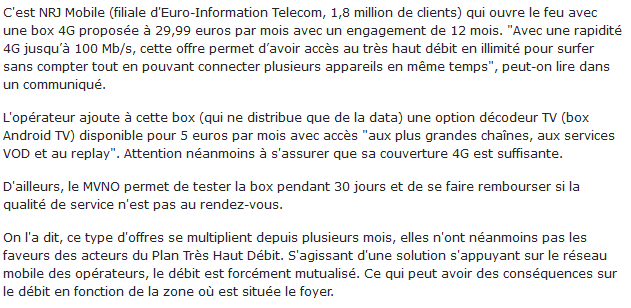 C'est NRJ Mobile (filiale d'Euro-Information Telecom, 1,8 million de clients) qui ouvre le feu avec
une box 4G proposée à 29,99 euros par mois avec un engagement de 12 mois. "Avec une rapidité
4G jusqu’à 100 Mb/s, cette offre permet d’avoir accès au très haut débit en illimité pour surfer
sans compter tout en pouvant connecter plusieurs appareils en même temps", peut-on lire dans
un communiqué.
L'opérateur ajoute à cette box (qui ne distribue que de la data) une option décodeur TV (box
Android TV) disponible pour 5 euros par mois avec accès "aux plus grandes chaînes, aux services
VOD et au replay". Attention néanmoins à s'assurer que sa couverture 4G est suffisante.
D'ailleurs, le MVNO permet de tester la box pendant 30 jours et de se faire rembourser si la
qualité de service n'est pas au rendez-vous.
On l'a dit, ce type d'offres se multiplient depuis plusieurs mois, elles n'ont néanmoins pas les
faveurs des acteurs du Plan Très Haut Débit. S'agissant d'une solution s'appuyant sur le réseau
mobile des opérateurs, le débit est forcément mutualisé. Ce qui peut avoir des conséquences sur
le débit en fonction de la zone où est située le foyer.